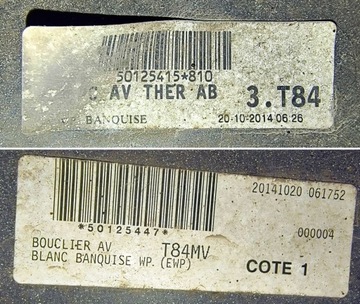 50125415*810
C AV THER AB 3.T84
WP. BANQUISE 20-10-2014 06:26
20141020 061752
*50125447*
000004
BOUCLIER AV T84MV
BLANC BANQUISE WP. (EWP)
COTE 1